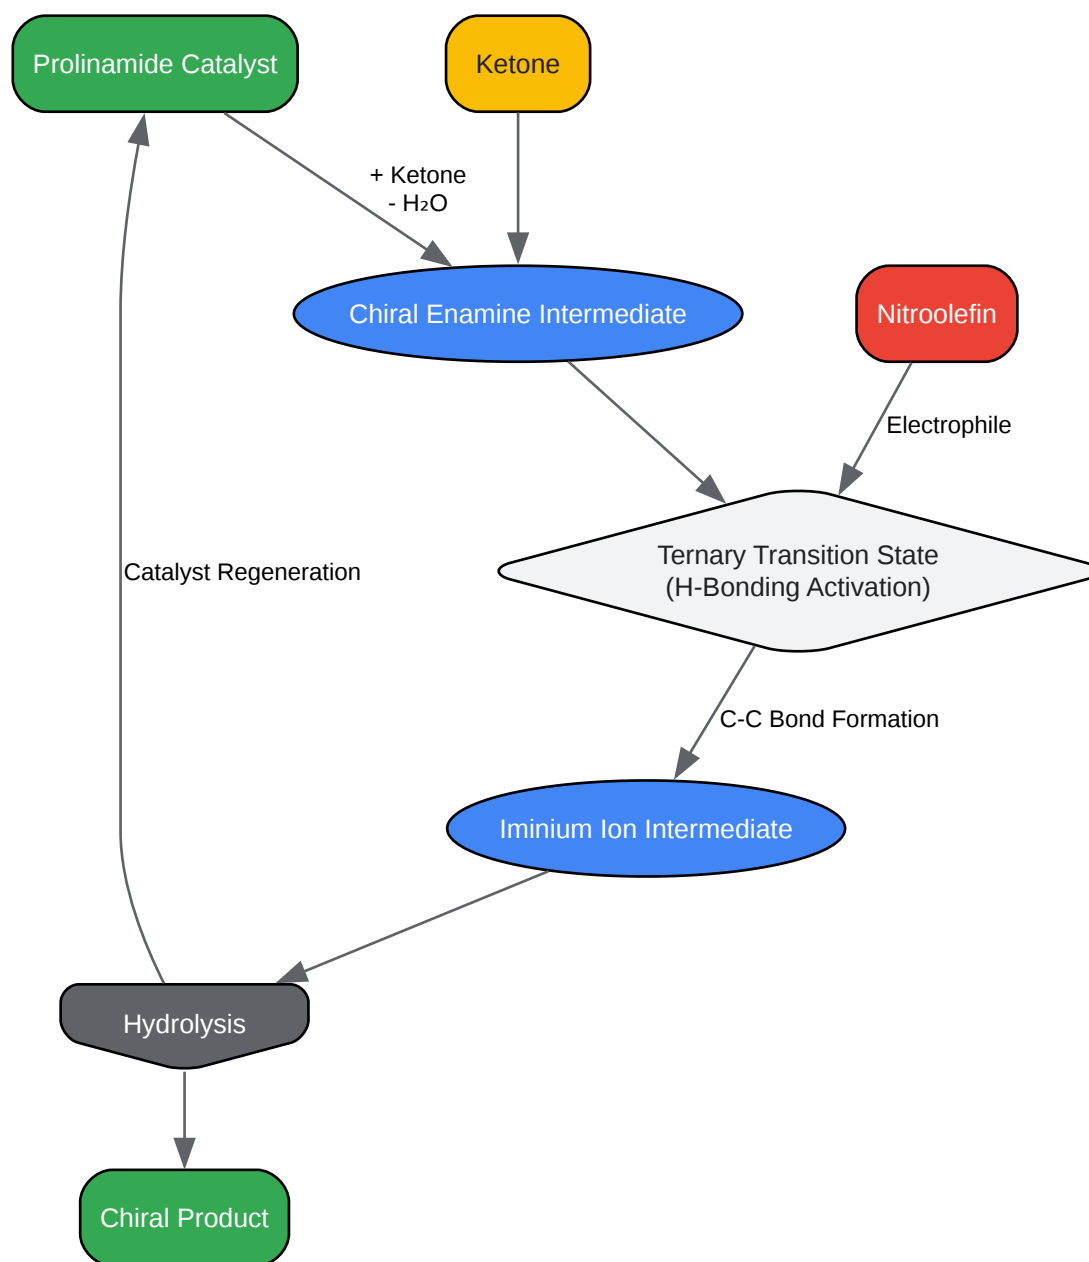 Prolinamide Catalyst
Ketone
+ Ketone
- H₂O
Chiral Enamine Intermediate
Nitroolefin
Electrophile
Ternary Transition State
(H-Bonding Activation)
Catalyst Regeneration
C-C Bond Formation
Iminium Ion Intermediate
Hydrolysis
Chiral Product